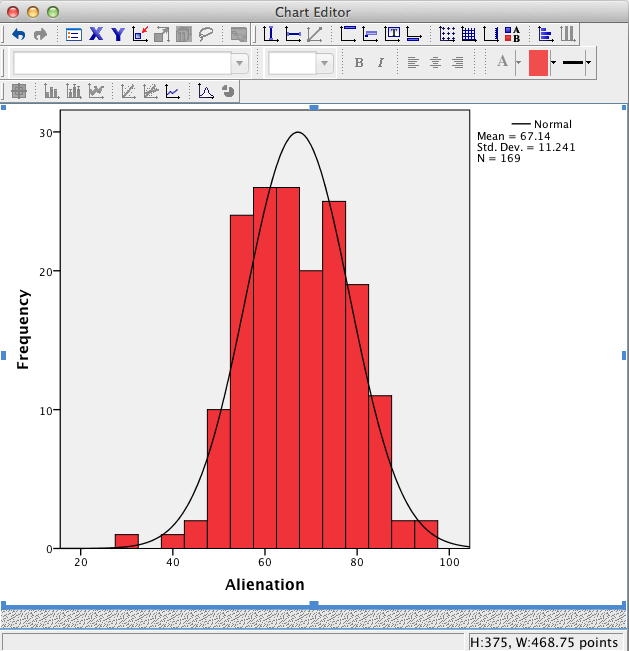 Chart Editor
X Y
A
B
B I
A
Normal
Mean = 67.14
Std. Dev. = 11.241
N = 169
30
20
10
0
Frequency
20 40 60 80 100
Alienation
H:375, W:468.75 points